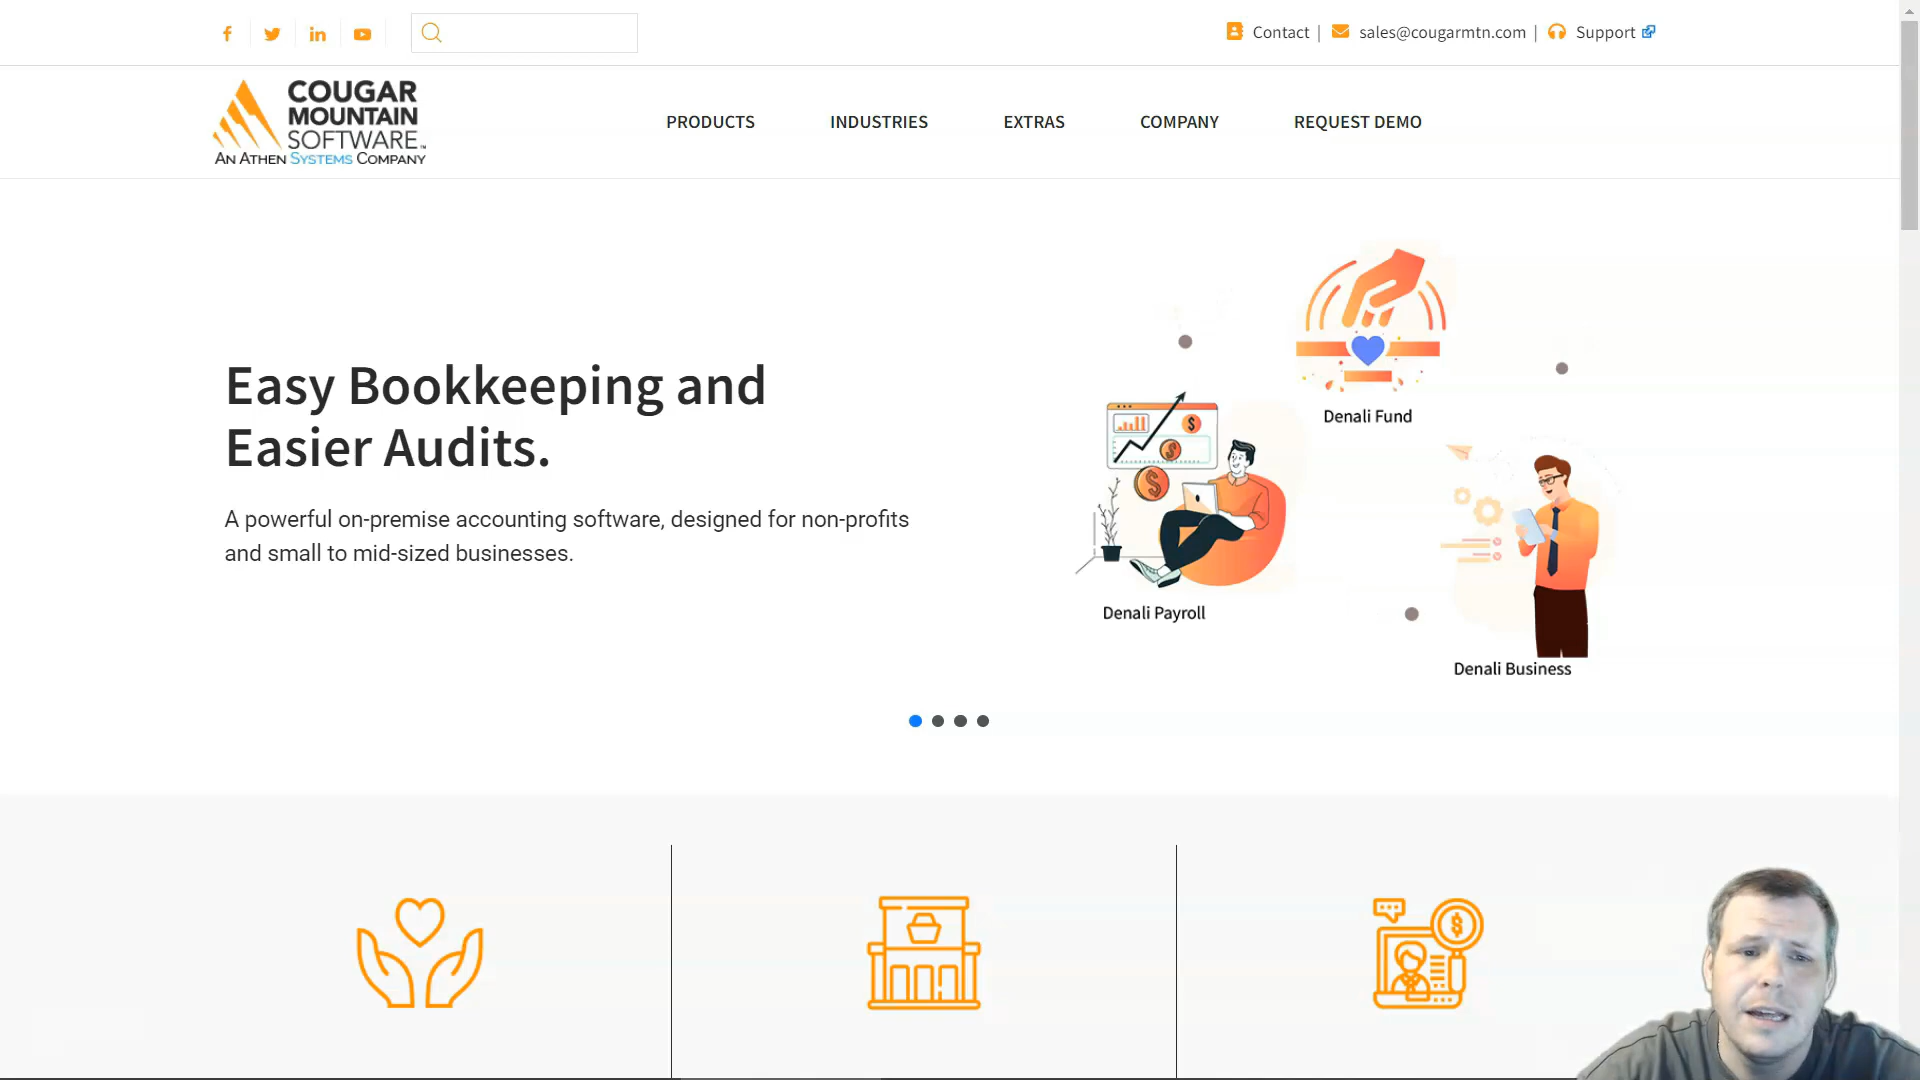 Contact | sales@cougarmtn.com | Support
COUGAR
MOUNTAIN
SOFTWARE™
AN ATHEN SYSTEMS COMPANY
PRODUCTS
INDUSTRIES
EXTRAS
COMPANY
REQUEST DEMO
Easy Bookkeeping and
Easier Audits.
A powerful on-premise accounting software, designed for non-profits
and small to mid-sized businesses.
Denali Fund
Denali Payroll
Denali Business